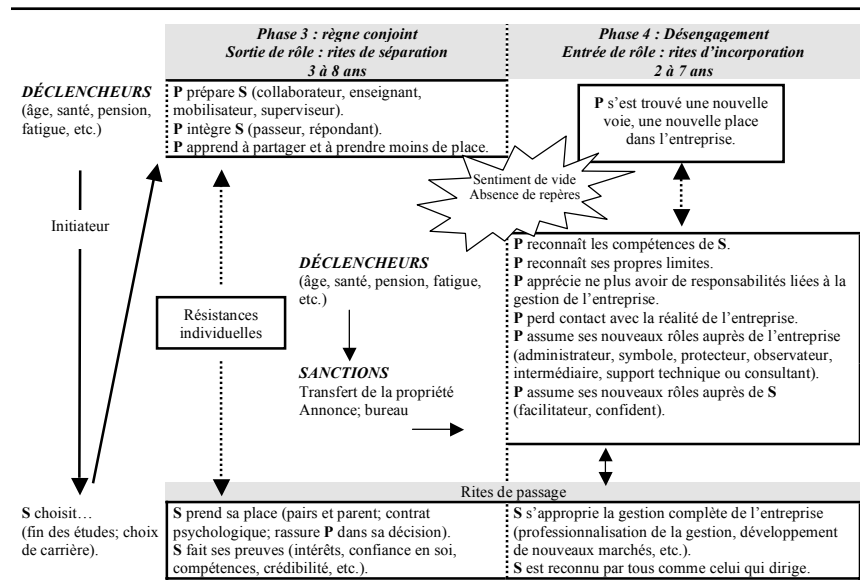 Phase 3 : règne conjoint
Sortie de rôle : rites de séparation
3 à 8 ans
Phase 4 : Désengagement
Entrée de rôle : rites d'incorporation
2 à 7 ans
DÉCLENCHEURS
(âge, santé, pension,
fatigue, etc.)
P prépare S (collaborateur, enseignant,
mobilisateur, superviseur).
P intègre S (passeur, répondant).
P apprend à partager et à prendre moins de place.
P s'est trouvé une nouvelle
voie, une nouvelle place
dans l'entreprise.
Sentiment de vide
Absence de repères
Initiateur
DÉCLENCHEURS
(âge, santé, pension, fatigue,
etc.)
Résistances
individuelles
SANCTIONS
Transfert de la propriété
Annonce; bureau
P reconnaît les compétences de S.
P reconnaît ses propres limites.
P apprécie ne plus avoir de responsabilités liées à la
gestion de l'entreprise.
P perd contact avec la réalité de l'entreprise.
P assume ses nouveaux rôles auprès de l'entreprise
(administrateur, symbole, protecteur, observateur,
intermédiaire, support technique ou consultant).
P assume ses nouveaux rôles auprès de S
(facilitateur, confident).
Rites de passage
S choisit…
(fin des études; choix
de carrière).
S prend sa place (pairs et parent; contrat
psychologique; rassure P dans sa décision).
S fait ses preuves (intérêts, confiance en soi,
compétences, crédibilité, etc.).
S s'approprie la gestion complète de l'entreprise
(professionnalisation de la gestion, développement
de nouveaux marchés, etc.).
S est reconnu par tous comme celui qui dirige.